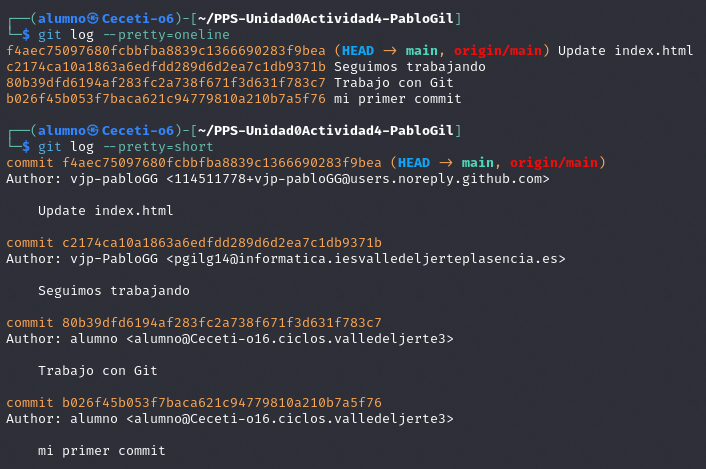 ┌──(alumno㉿Ceceti-o6)-[~/PPS-Unidad0Actividad4-PabloGil]
└─$ git log --pretty=oneline
f4aec75097680fcbbfba8839c1366690283f9bea (HEAD -> main, origin/main) Update index.html
c2174ca10a1863a6edfdd289d6d2ea7c1db9371b Seguimos trabajando
80b39dfd6194af283fc2a738f671f3d631f783c7 Trabajo con Git
b026f45b053f7baca621c94779810a210b7a5f76 mi primer commit
┌──(alumno㉿Ceceti-o6)-[~/PPS-Unidad0Actividad4-PabloGil]
└─$ git log --pretty=short
commit f4aec75097680fcbbfba8839c1366690283f9bea (HEAD -> main, origin/main)
Author: vjp-pabloGG <114511778+vjp-pabloGG@users.noreply.github.com>
Update index.html
commit c2174ca10a1863a6edfdd289d6d2ea7c1db9371b
Author: vjp-PabloGG <pgilg14@informatica.iesvalledeljerteplasencia.es>
Seguimos trabajando
commit 80b39dfd6194af283fc2a738f671f3d631f783c7
Author: alumno <alumno@Ceceti-o16.ciclos.valledeljerte3>
Trabajo con Git
commit b026f45b053f7baca621c94779810a210b7a5f76
Author: alumno <alumno@Ceceti-o16.ciclos.valledeljerte3>
mi primer commit